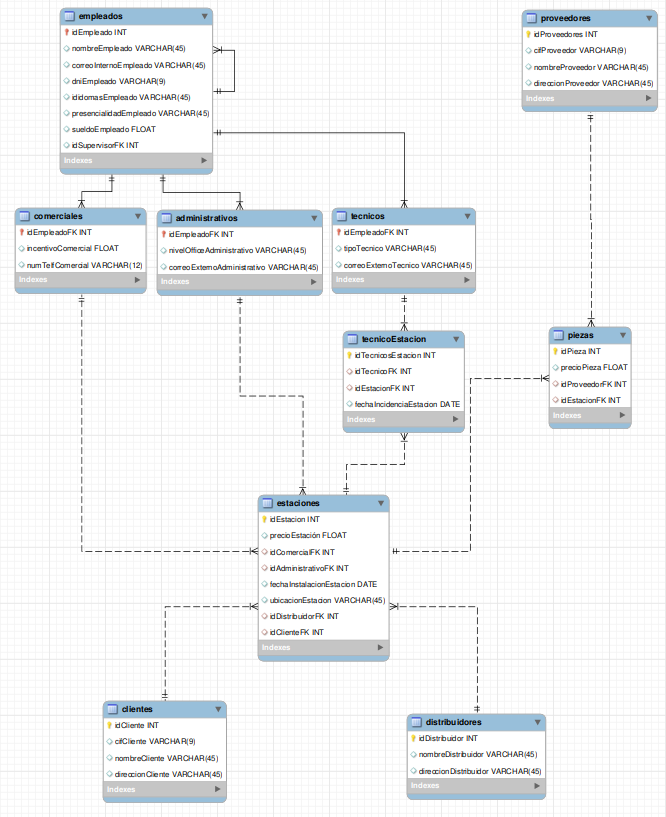 empleados
idEmpleado INT
nombreEmpleado VARCHAR(45)
correoInternoEmpleado VARCHAR(45)
dniEmpleado VARCHAR(9)
ididomasEmpleado VARCHAR(45)
presencialidadEmpleado VARCHAR(45)
sueldoEmpleado FLOAT
idSupervisorFK INT
Indexes
proveedores
idProveedores INT
cifProveedor VARCHAR(9)
nombreProveedor VARCHAR(45)
direccionProveedor VARCHAR(45)
Indexes
comerciales
idEmpleadoFK INT
incentivoComercial FLOAT
numTelfComercial VARCHAR(12)
Indexes
administrativos
idEmpleadoFK INT
nivelOfficeAdministrativo VARCHAR(45)
correoExternoAdministrativo VARCHAR(45)
Indexes
tecnicos
idEmpleadoFK INT
tipoTecnico VARCHAR(45)
correoExternoTecnico VARCHAR(45)
Indexes
tecnicoEstacion
idTecnicosEstacion INT
idTecnicoFK INT
idEstacionFK INT
fechaIncidenciaEstacion DATE
Indexes
piezas
idPieza INT
precioPieza FLOAT
idProveedorFK INT
idEstacionFK INT
Indexes
estaciones
idEstacion INT
precioEstación FLOAT
idComercialFK INT
idAdministrativoFK INT
fechaInstalacionEstacion DATE
ubicacionEstacion VARCHAR(45)
idDistribuidorFK INT
idClienteFK INT
Indexes
clientes
idCliente INT
cifCliente VARCHAR(9)
nombreCliente VARCHAR(45)
direccionCliente VARCHAR(45)
Indexes
distribuidores
idDistribuidor INT
nombreDistribuidor VARCHAR(45)
direccionDistribuidor VARCHAR(45)
Indexes